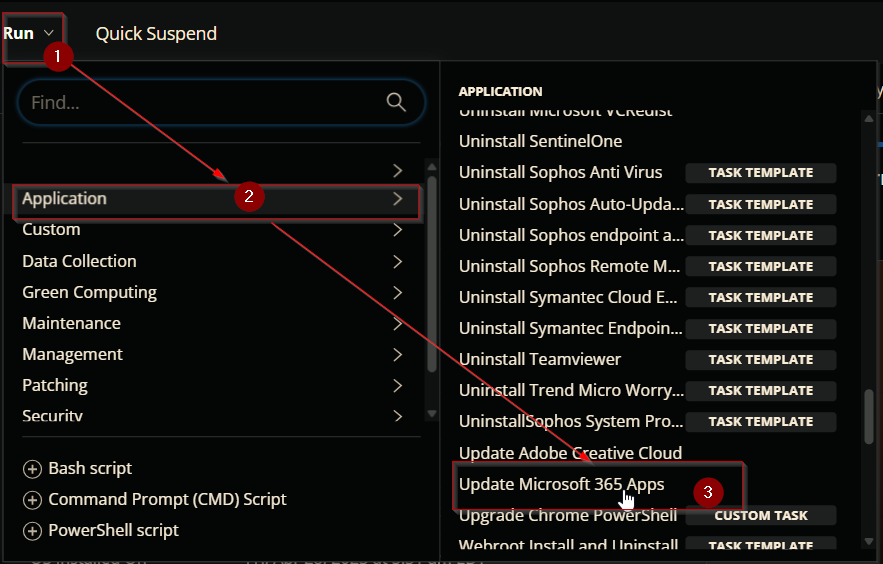 Run
Quick Suspend
1
Find...
2
Application
Custom
Data Collection
Green Computing
Maintenance
Management
Patching
Security
Bash script
Command Prompt (CMD) Script
PowerShell script
APPLICATION
Uninstall Microsoft VCRedist
Uninstall SentinelOne
Uninstall Sophos Anti Virus TASK TEMPLATE
Uninstall Sophos Auto-Upda... TASK TEMPLATE
Uninstall Sophos endpoint a... TASK TEMPLATE
Uninstall Sophos Remote M... TASK TEMPLATE
Uninstall Symantec Cloud E... TASK TEMPLATE
Uninstall Symantec Endpoin... TASK TEMPLATE
Uninstall Teamviewer TASK TEMPLATE
Uninstall Trend Micro Worry... TASK TEMPLATE
UninstallSophos System Pro... TASK TEMPLATE
Update Adobe Creative Cloud
Update Microsoft 365 Apps
3
Upgrade Chrome PowerShell CUSTOM TASK
Webroot Install and Uninstall TASK TEMPLATE